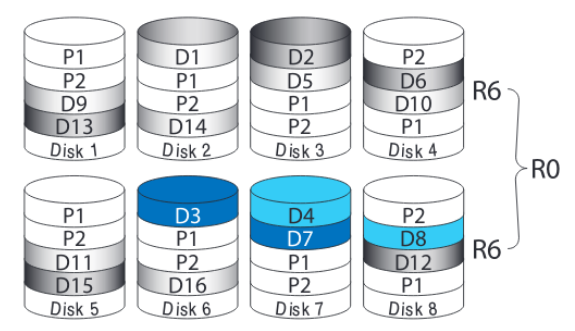 P1 D1 D2 P2
P2 P1 D5 D6
D9 P2 P1 D10
D13 D14 P2 P1
Disk 1 Disk 2 Disk 3 Disk 4
R6
R0
P1 D3 D4 P2
P2 P1 D7 D8
D11 P2 P1 D12
D15 D16 P2 P1
Disk 5 Disk 6 Disk 7 Disk 8
R6